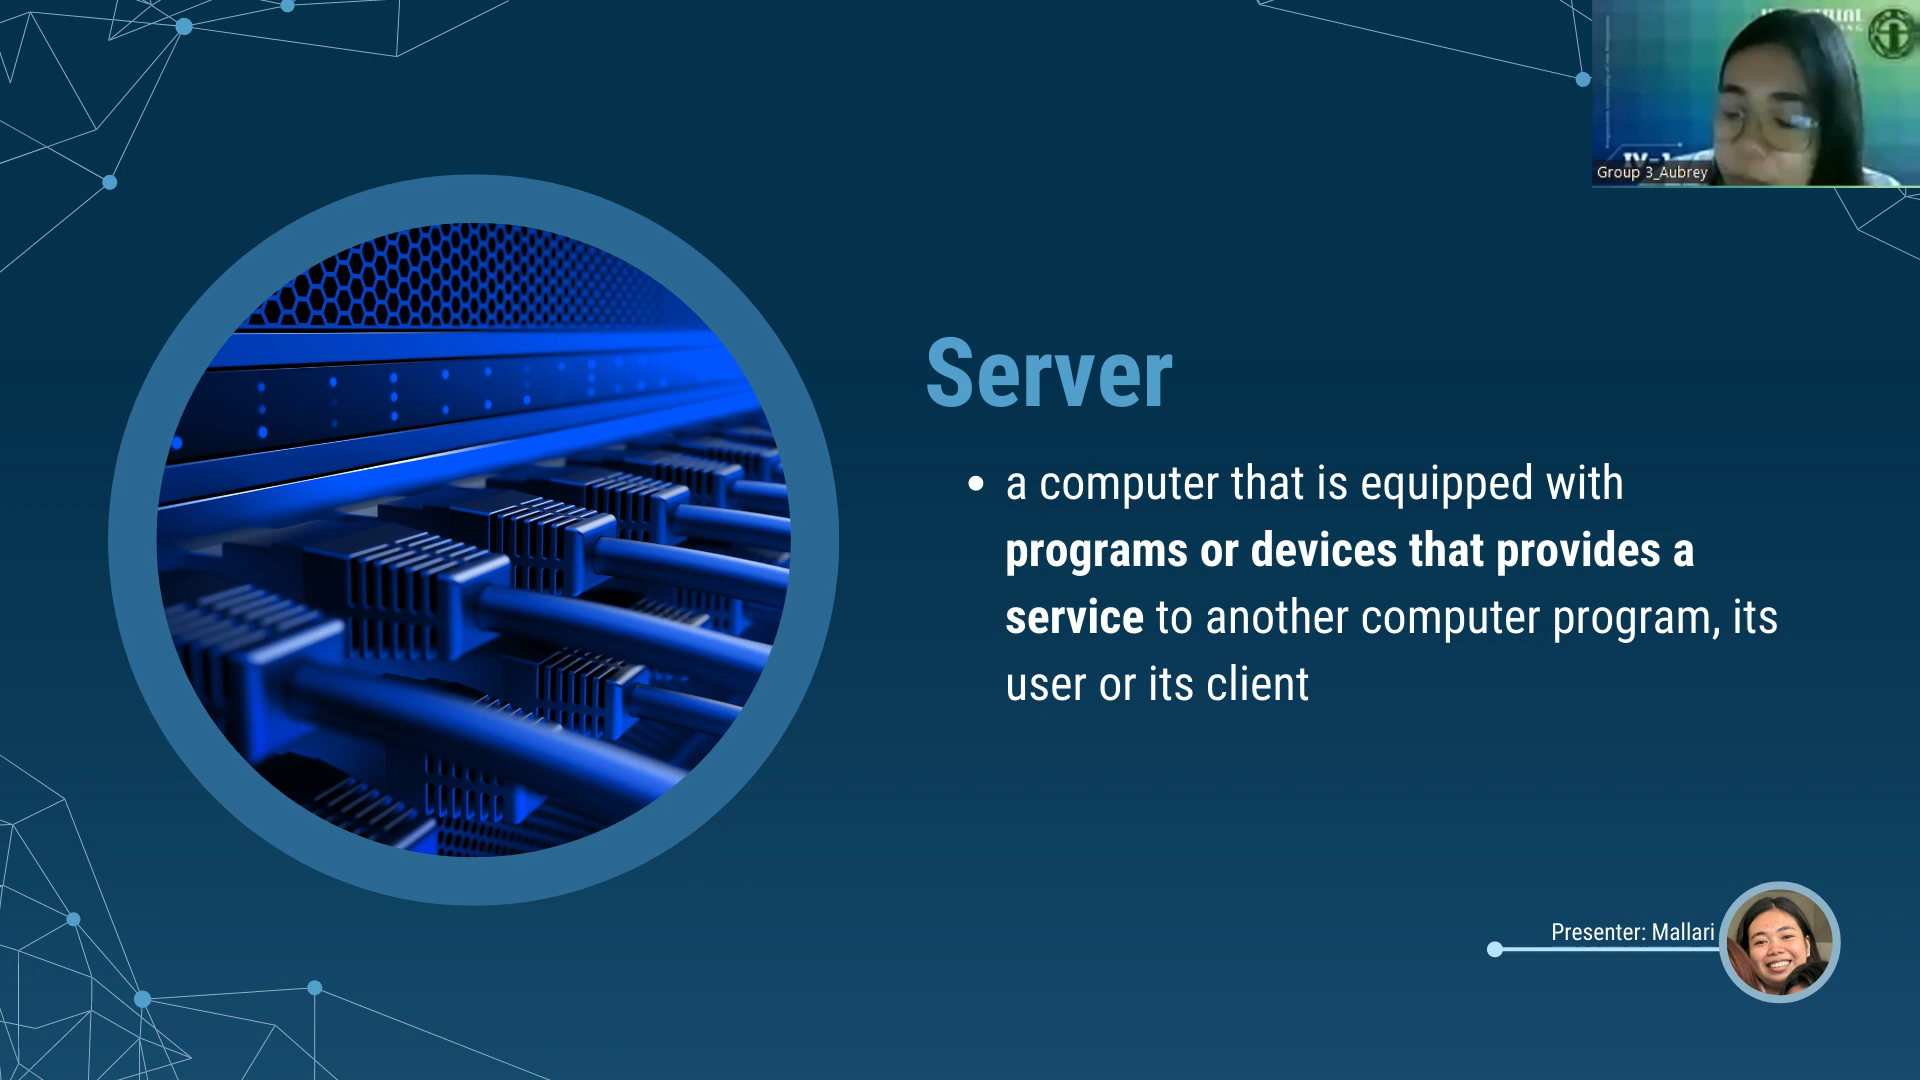 Group 3_Aubrey
Server
• a computer that is equipped with
programs or devices that provides a
service to another computer program, its
user or its client
Presenter: Mallari